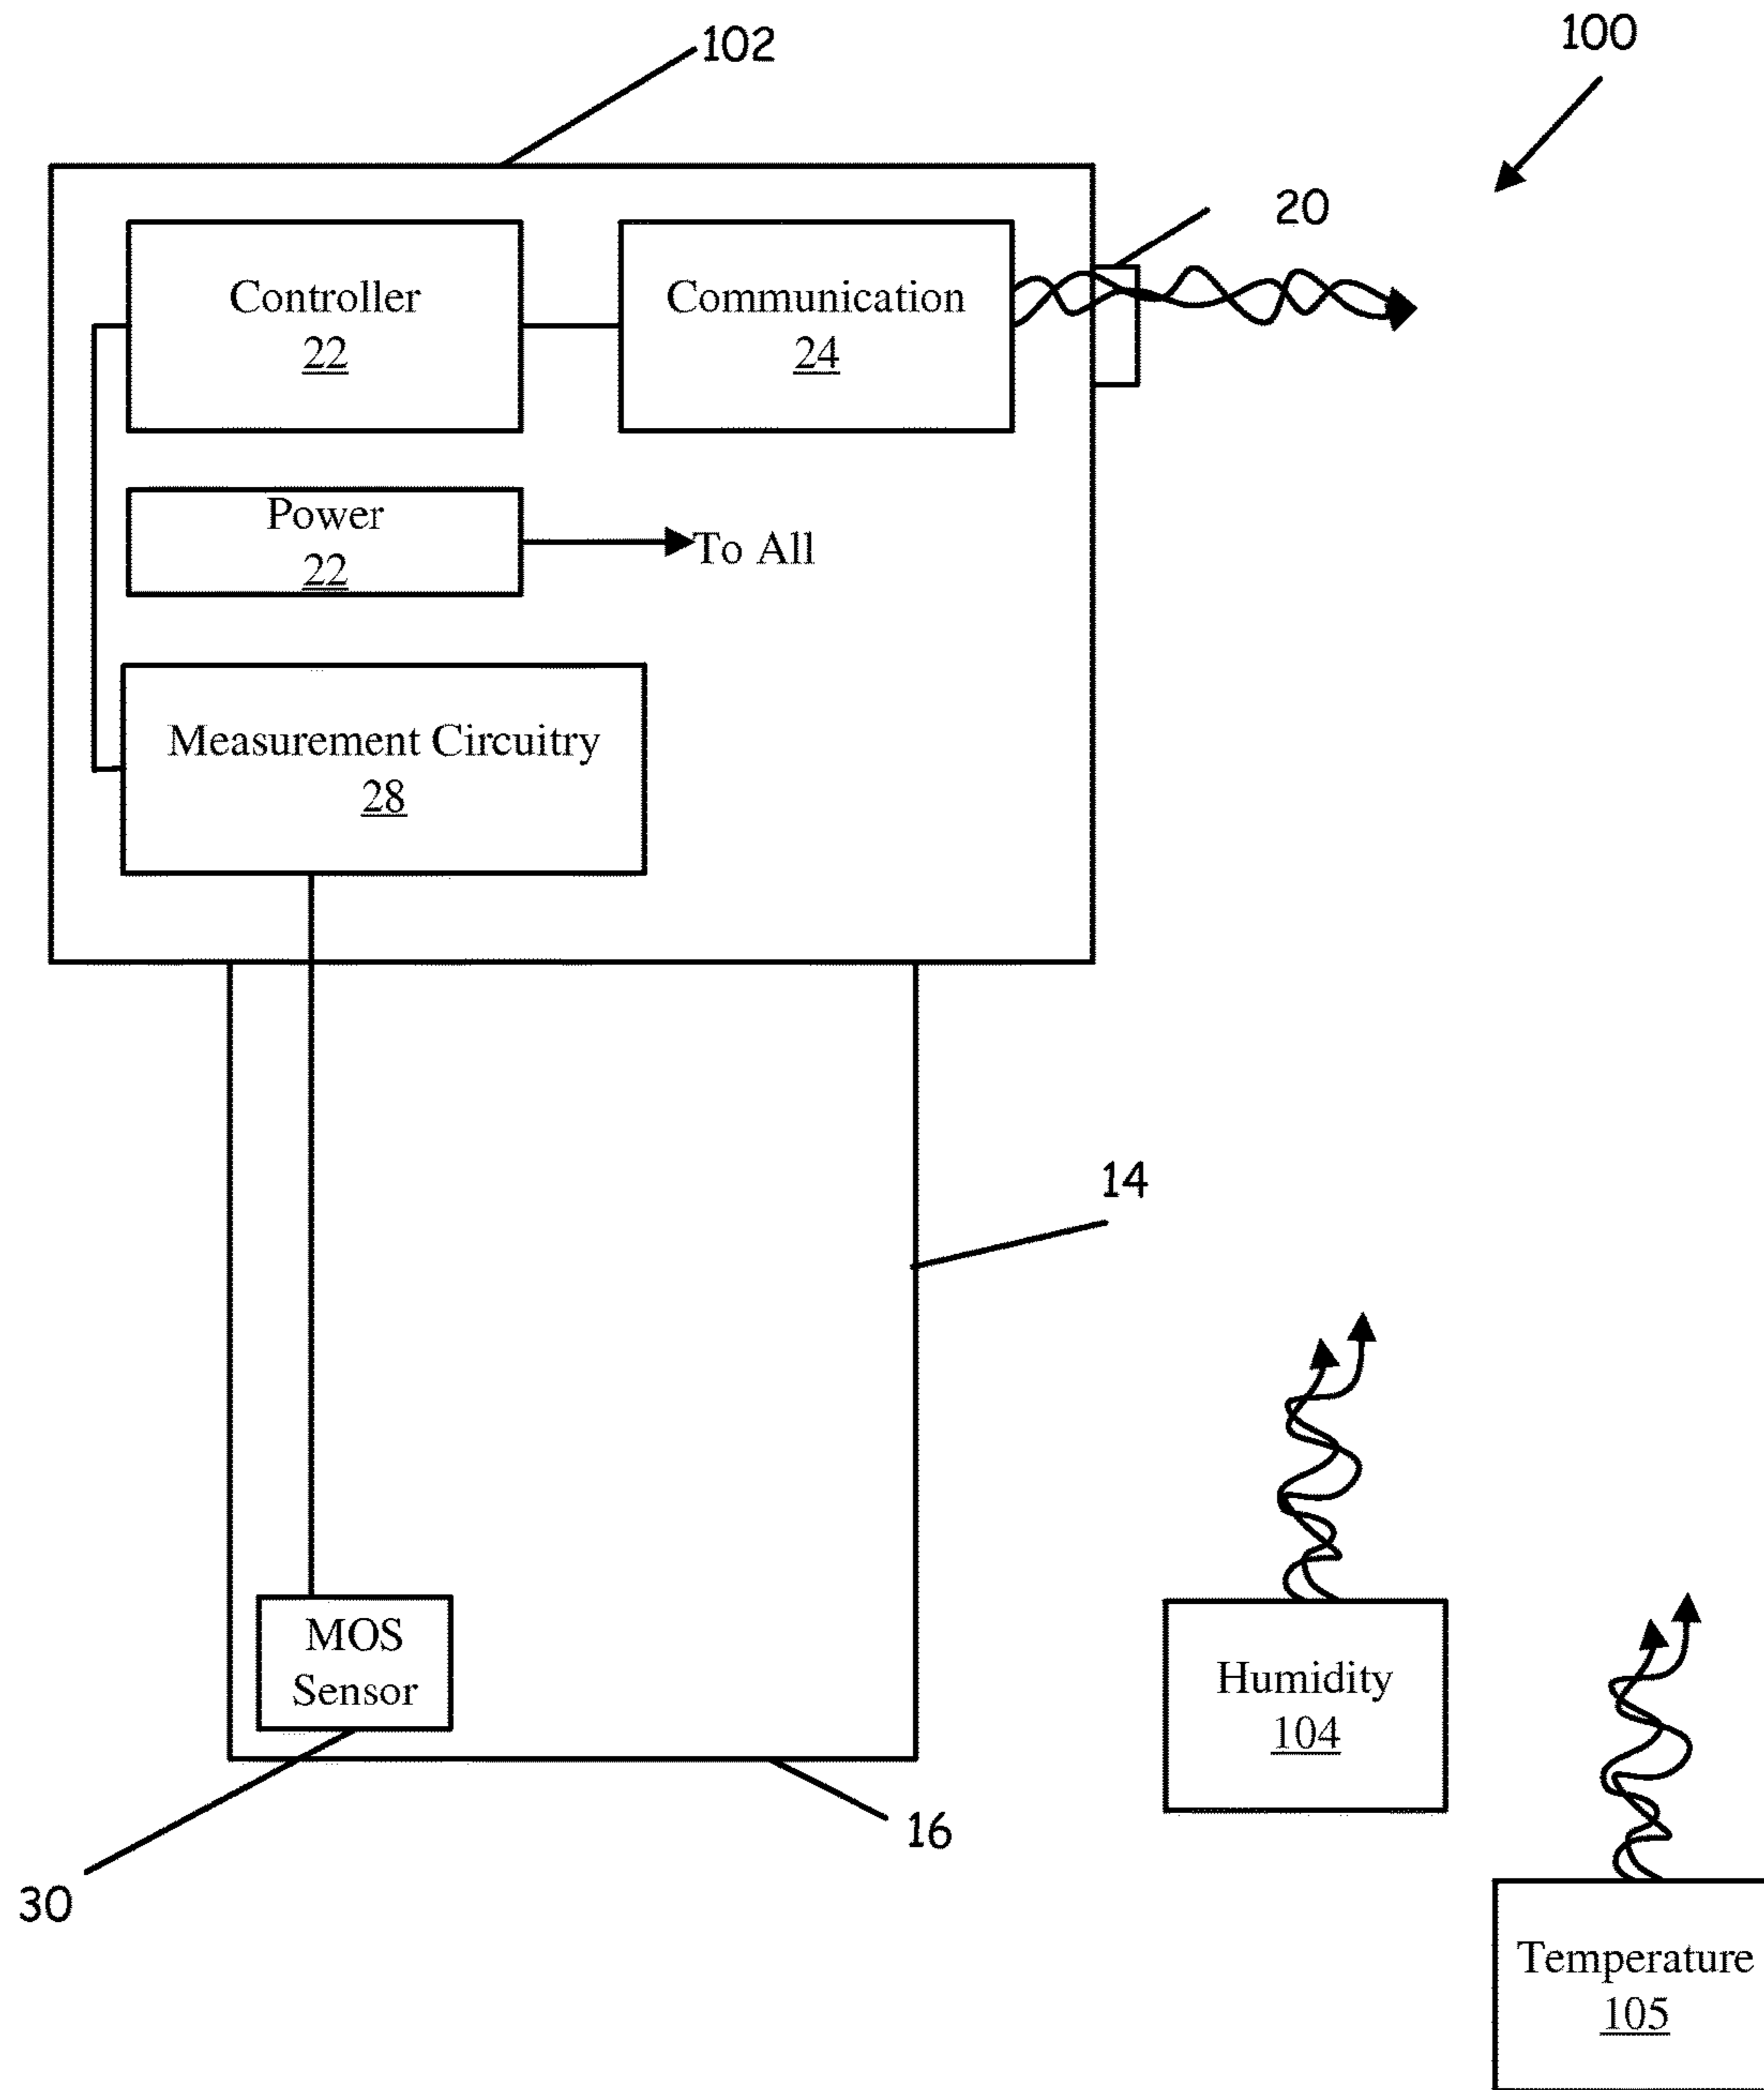 102
100
20
Controller
22
Communication
24
Power
22
To All
Measurement Circuitry
28
14
MOS
Sensor
Humidity
104
16
30
Temperature
105